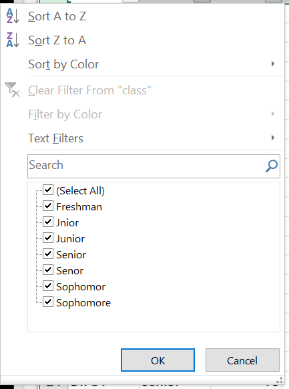 Sort A to Z
Sort Z to A
Sort by Color
Clear Filter From "class"
Filter by Color
Text Filters
Search
(Select All)
Freshman
Jnior
Junior
Senior
Senor
Sophomor
Sophomore
OK
Cancel